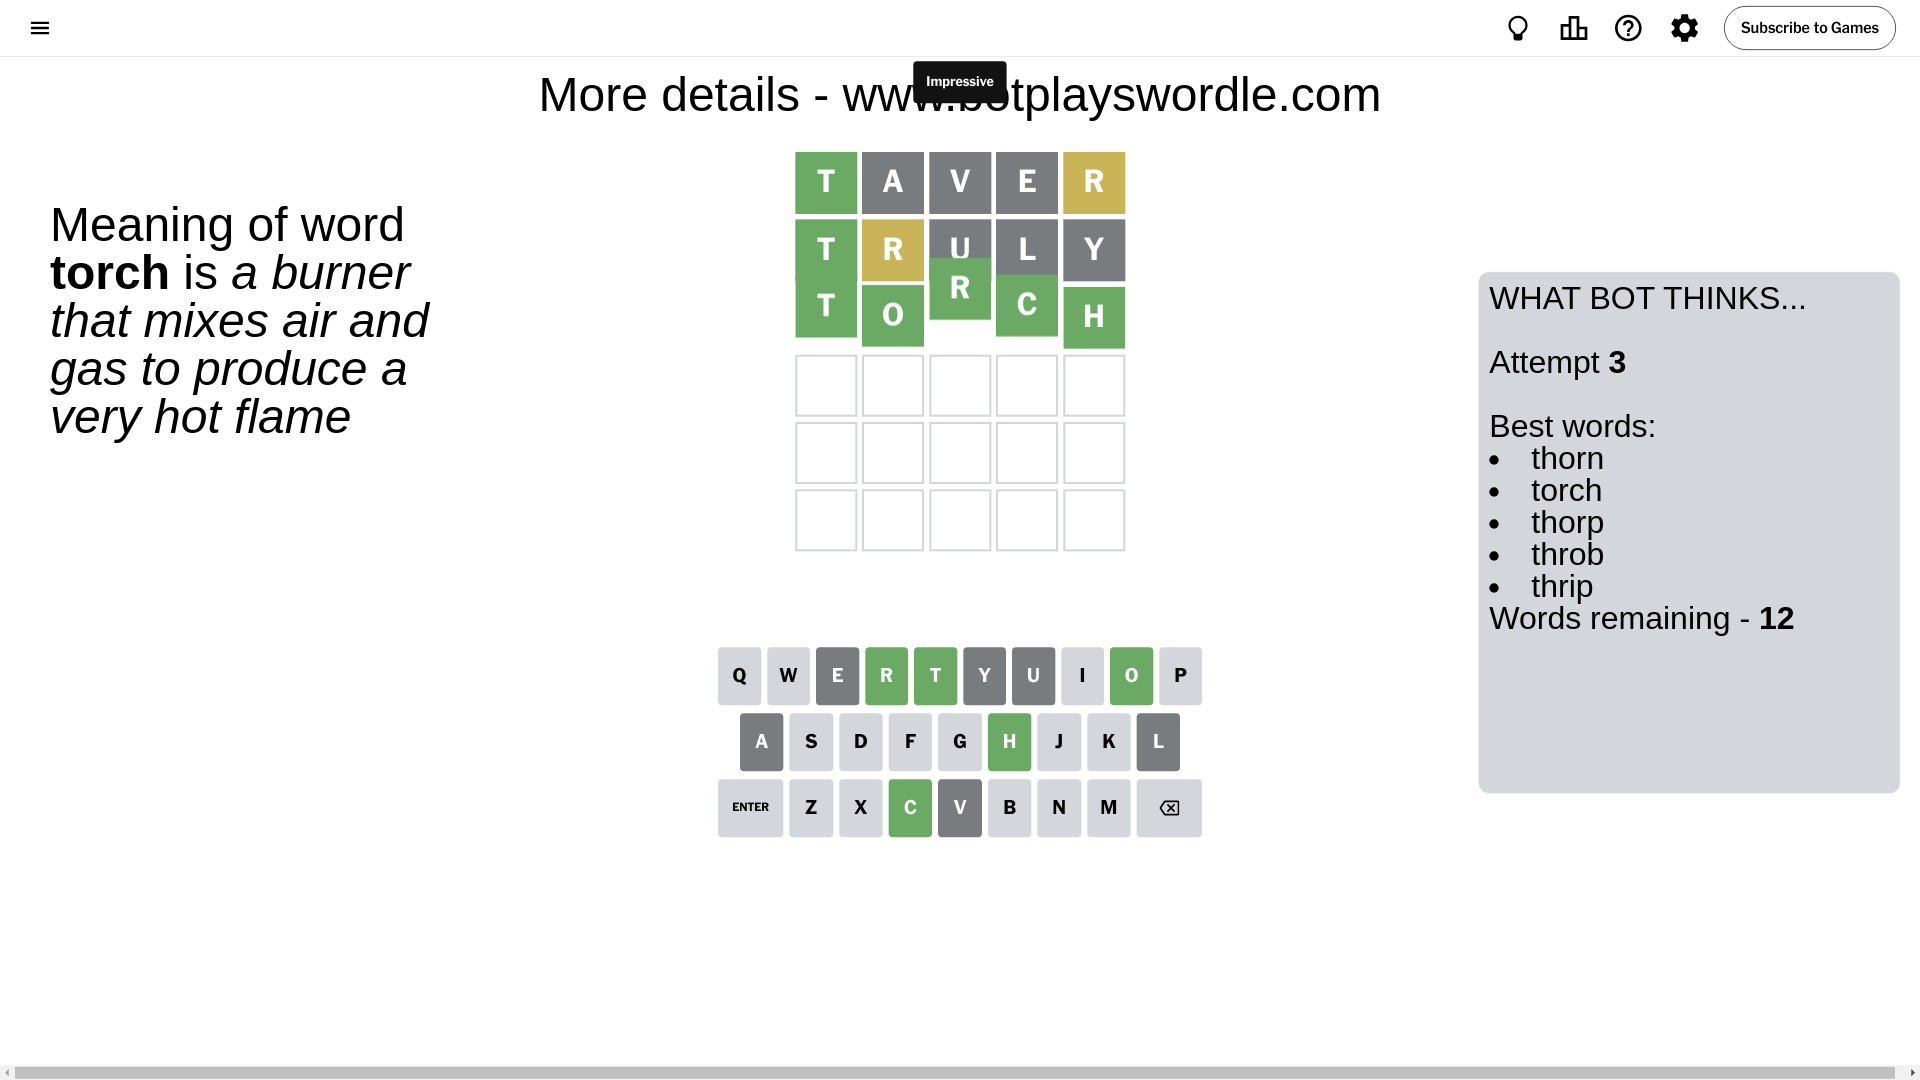 Subscribe to Games
Impressive
More details - www.botplayswordle.com
Meaning of word
torch is a burner
that mixes air and
gas to produce a
very hot flame
T A V E R
T R U L Y
T O R C H
WHAT BOT THINKS...
Attempt 3
Best words:
• thorn
• torch
• thorp
• throb
• thrip
Words remaining - 12
Q W E R T Y U I O P
A S D F G H J K L
ENTER Z X C V B N M